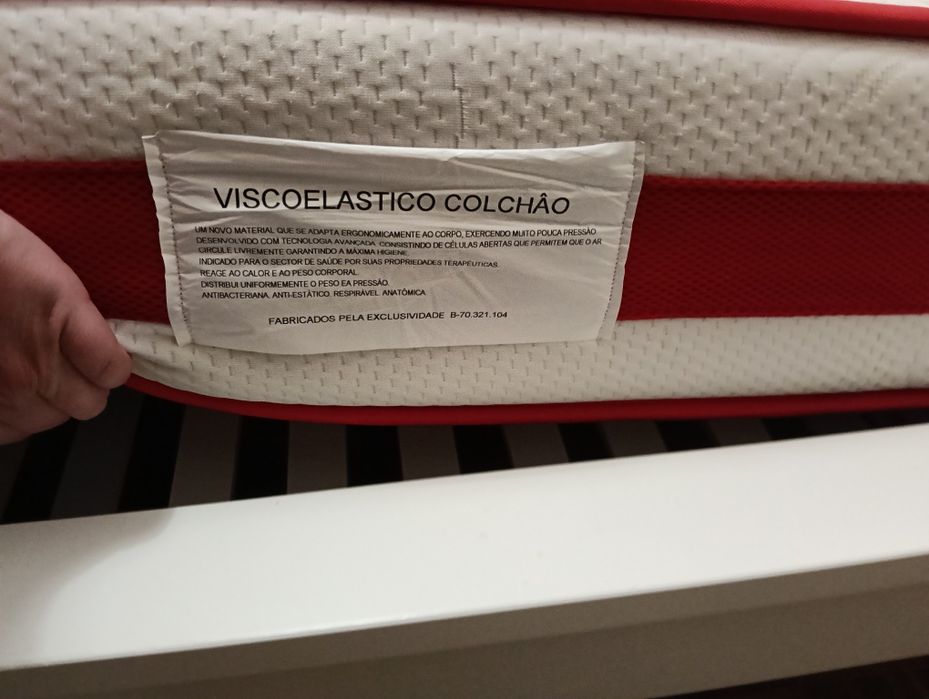 VISCOELASTICO COLCHÂO
UM NOVO MATERIAL QUE SE ADAPTA ERGONOMICAMENTE AO CORPO, EXERCENDO MUITO POUCA PRESSÃO.
DESENVOLVIDO COM TECNOLOGIA AVANÇADA, CONSISTINDO DE CÉLULAS ABERTAS QUE PERMITEM QUE O AR
CIRCULE LIVREMENTE GARANTINDO A MÁXIMA HIGIENE.
INDICADO PARA O SECTOR DE SAÚDE POR SUAS PROPRIEDADES TERAPÉUTICAS.
REAGE AO CALOR E AO PESO CORPORAL.
DISTRIBUI UNIFORMEMENTE O PESO EA PRESSÃO.
ANTIBACTERIANA, ANTI-ESTÁTICO, RESPIRÁVEL, ANATÔMICA
FABRICADOS PELA EXCLUSIVIDADE B-70.321.104